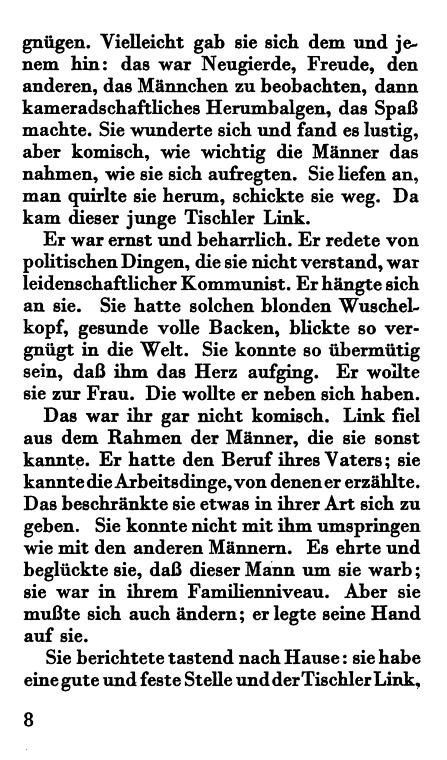 gnügen. Vielleicht gab sie sich dem und je-
nem hin: das war Neugierde, Freude, den
anderen, das Männchen zu beobachten, dann
kameradschaftliches Herumbalgen, das Spaß
machte. Sie wunderte sich und fand es lustig,
aber komisch, wie wichtig die Männer das
nahmen, wie sie sich aufregten. Sie liefen an,
man quirlte sie herum, schickte sie weg. Da
kam dieser junge Tischler Link.
Er war ernst und beharrlich. Er redete von
politischen Dingen, die sie nicht verstand, war
leidenschaftlicher Kommunist. Er hängte sich
an sie. Sie hatte solchen blonden Wuschel-
kopf, gesunde volle Backen, blickte so ver-
gnügt in die Welt. Sie konnte so übermütig
sein, daß ihm das Herz aufging. Er wollte
sie zur Frau. Die wollte er neben sich haben.
Das war ihr gar nicht komisch. Link fiel
aus dem Rahmen der Männer, die sie sonst
kannte. Er hatte den Beruf ihres Vaters; sie
kannte die Arbeitsdinge, von denen er erzählte.
Das beschränkte sie etwas in ihrer Art sich zu
geben. Sie konnte nicht mit ihm umspringen
wie mit den anderen Männern. Es ehrte und
beglückte sie, daß dieser Mann um sie warb;
sie war in ihrem Familienniveau. Aber sie
mußte sich auch ändern; er legte seine Hand
auf sie.
Sie berichtete tastend nach Hause: sie habe
eine gute und feste Stelle und der Tischler Link,
8